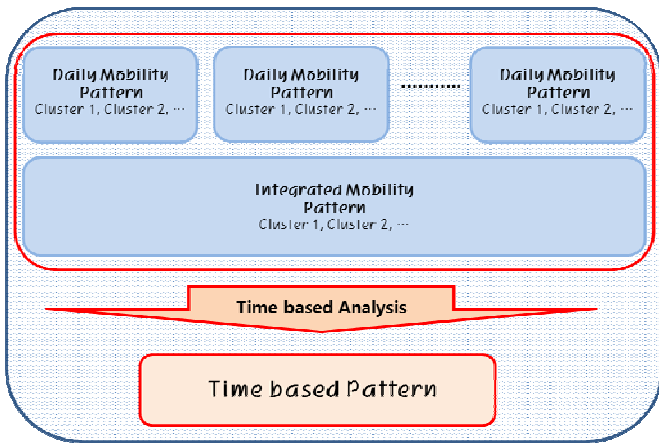 Daily Mobility
Pattern
Cluster 1, Cluster 2, ...
Daily Mobility
Pattern
Cluster 1, Cluster 2, ...
..........
Daily Mobility
Pattern
Cluster 1, Cluster 2, ...
Integrated Mobility
Pattern
Cluster 1, Cluster 2, ...
Time based Analysis
Time based Pattern